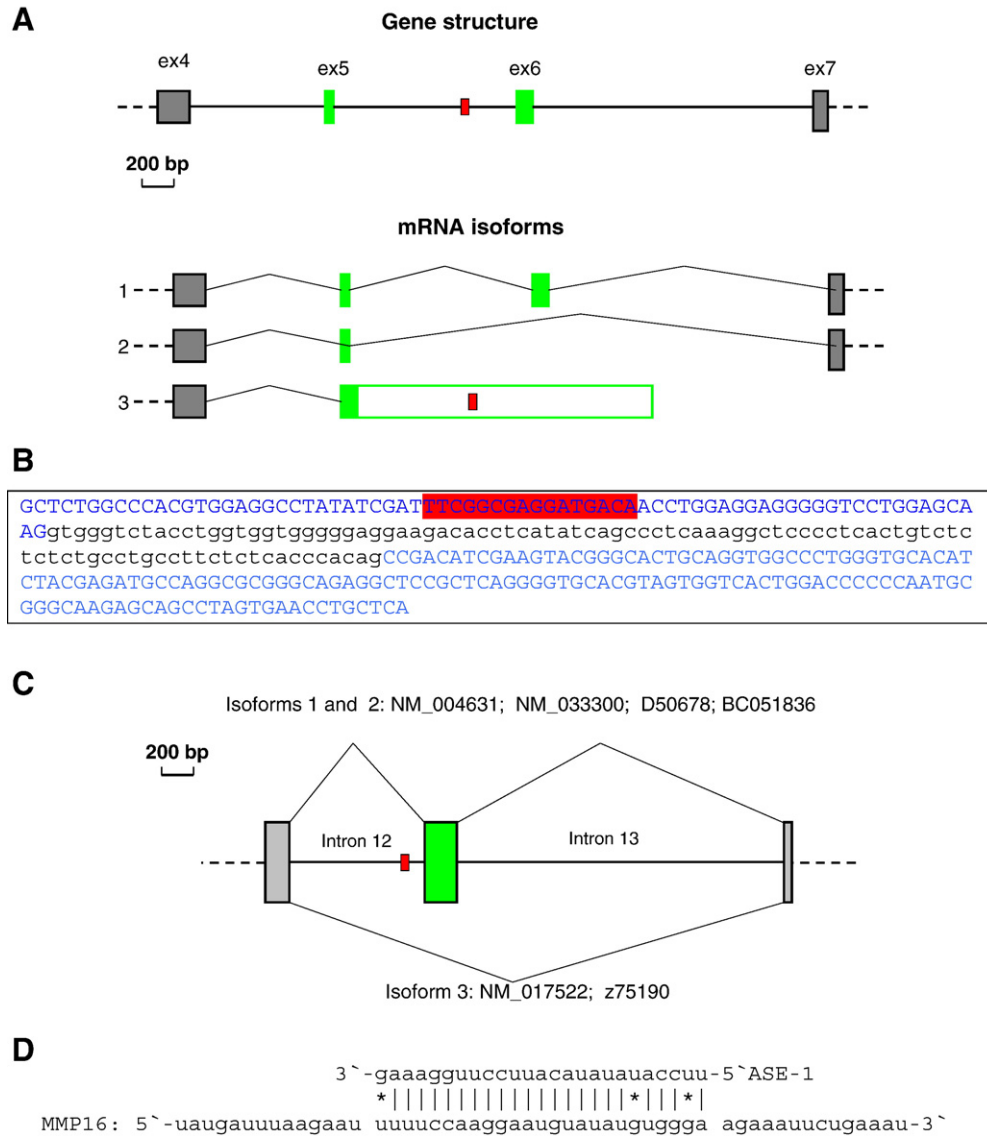 A
Gene structure
ex4 ex5 ex6 ex7
200 bp
mRNA isoforms
1
2
3
B
GCTCTGGCCCACGTGGAGGCCTATATCGATTTCGGCGAGGATGACAACCTGGAGGAGGGGGTCCTGGAGCA
AGgtgggtctacctggtggtgggggaggaagacacctcatatcagccctcaaaggctcccctcactgtctc
tctctgcctgccttctctcacccacagCCGACATCGAAGTACGGGCACTGCAGGTGGCCCTGGGTGCACAT
CTACGAGATGCCAGGCGCGGGCAGAGGCTCCGCTCAGGGGTGCACGTAGTGGTCACTGGACCCCCCAATGC
GGGCAAGAGCAGCCTAGTGAACCTGCTCA
C
Isoforms 1 and 2: NM_004631; NM_033300; D50678; BC051836
200 bp
Intron 12 Intron 13
Isoform 3: NM_017522; z75190
D
3`-gaaagguuccuuacauauauaccuu-5`ASE-1
*|||||||||||||||||*|||*|
MMP16: 5`-uaugauuuaagaau uuuuccaaggaauguauauguggga agaaauucugaaau-3`